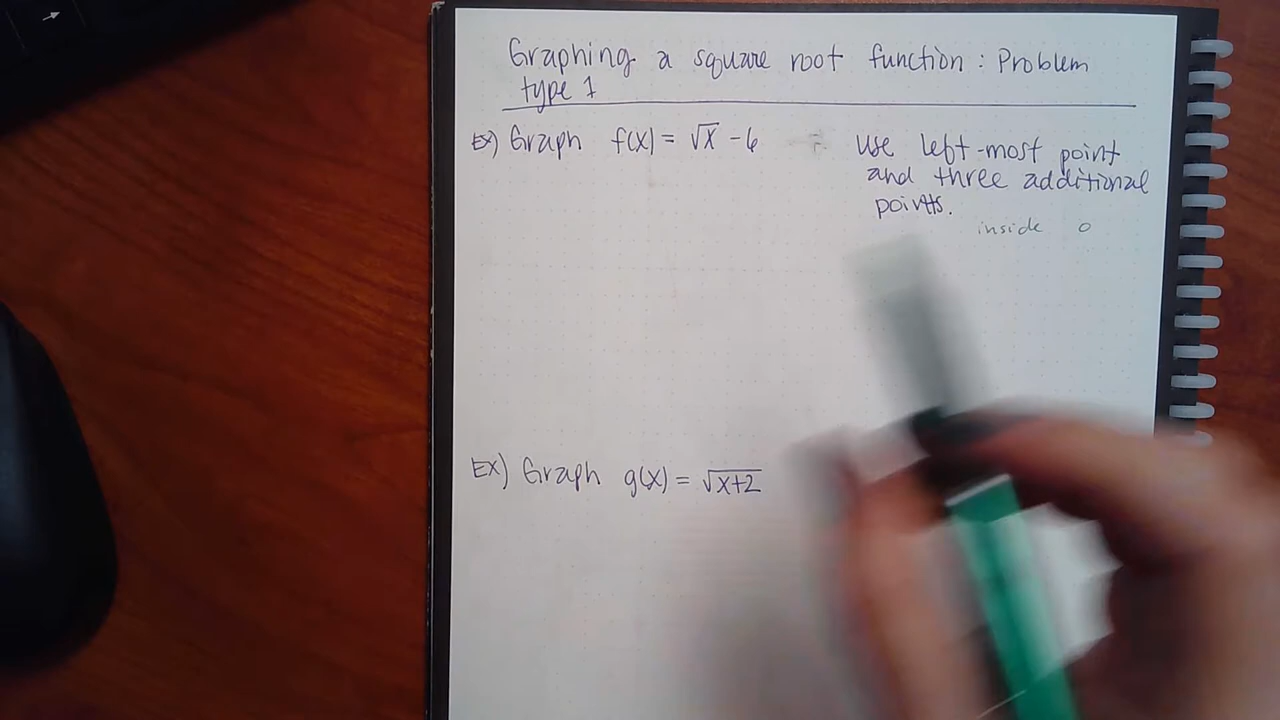 Graphing a square root function : Problem
type 1
Ex) Graph f(x) = √x - 6
use left-most point
and three additional
points.
inside 0
Ex) Graph g(x) = √x+2